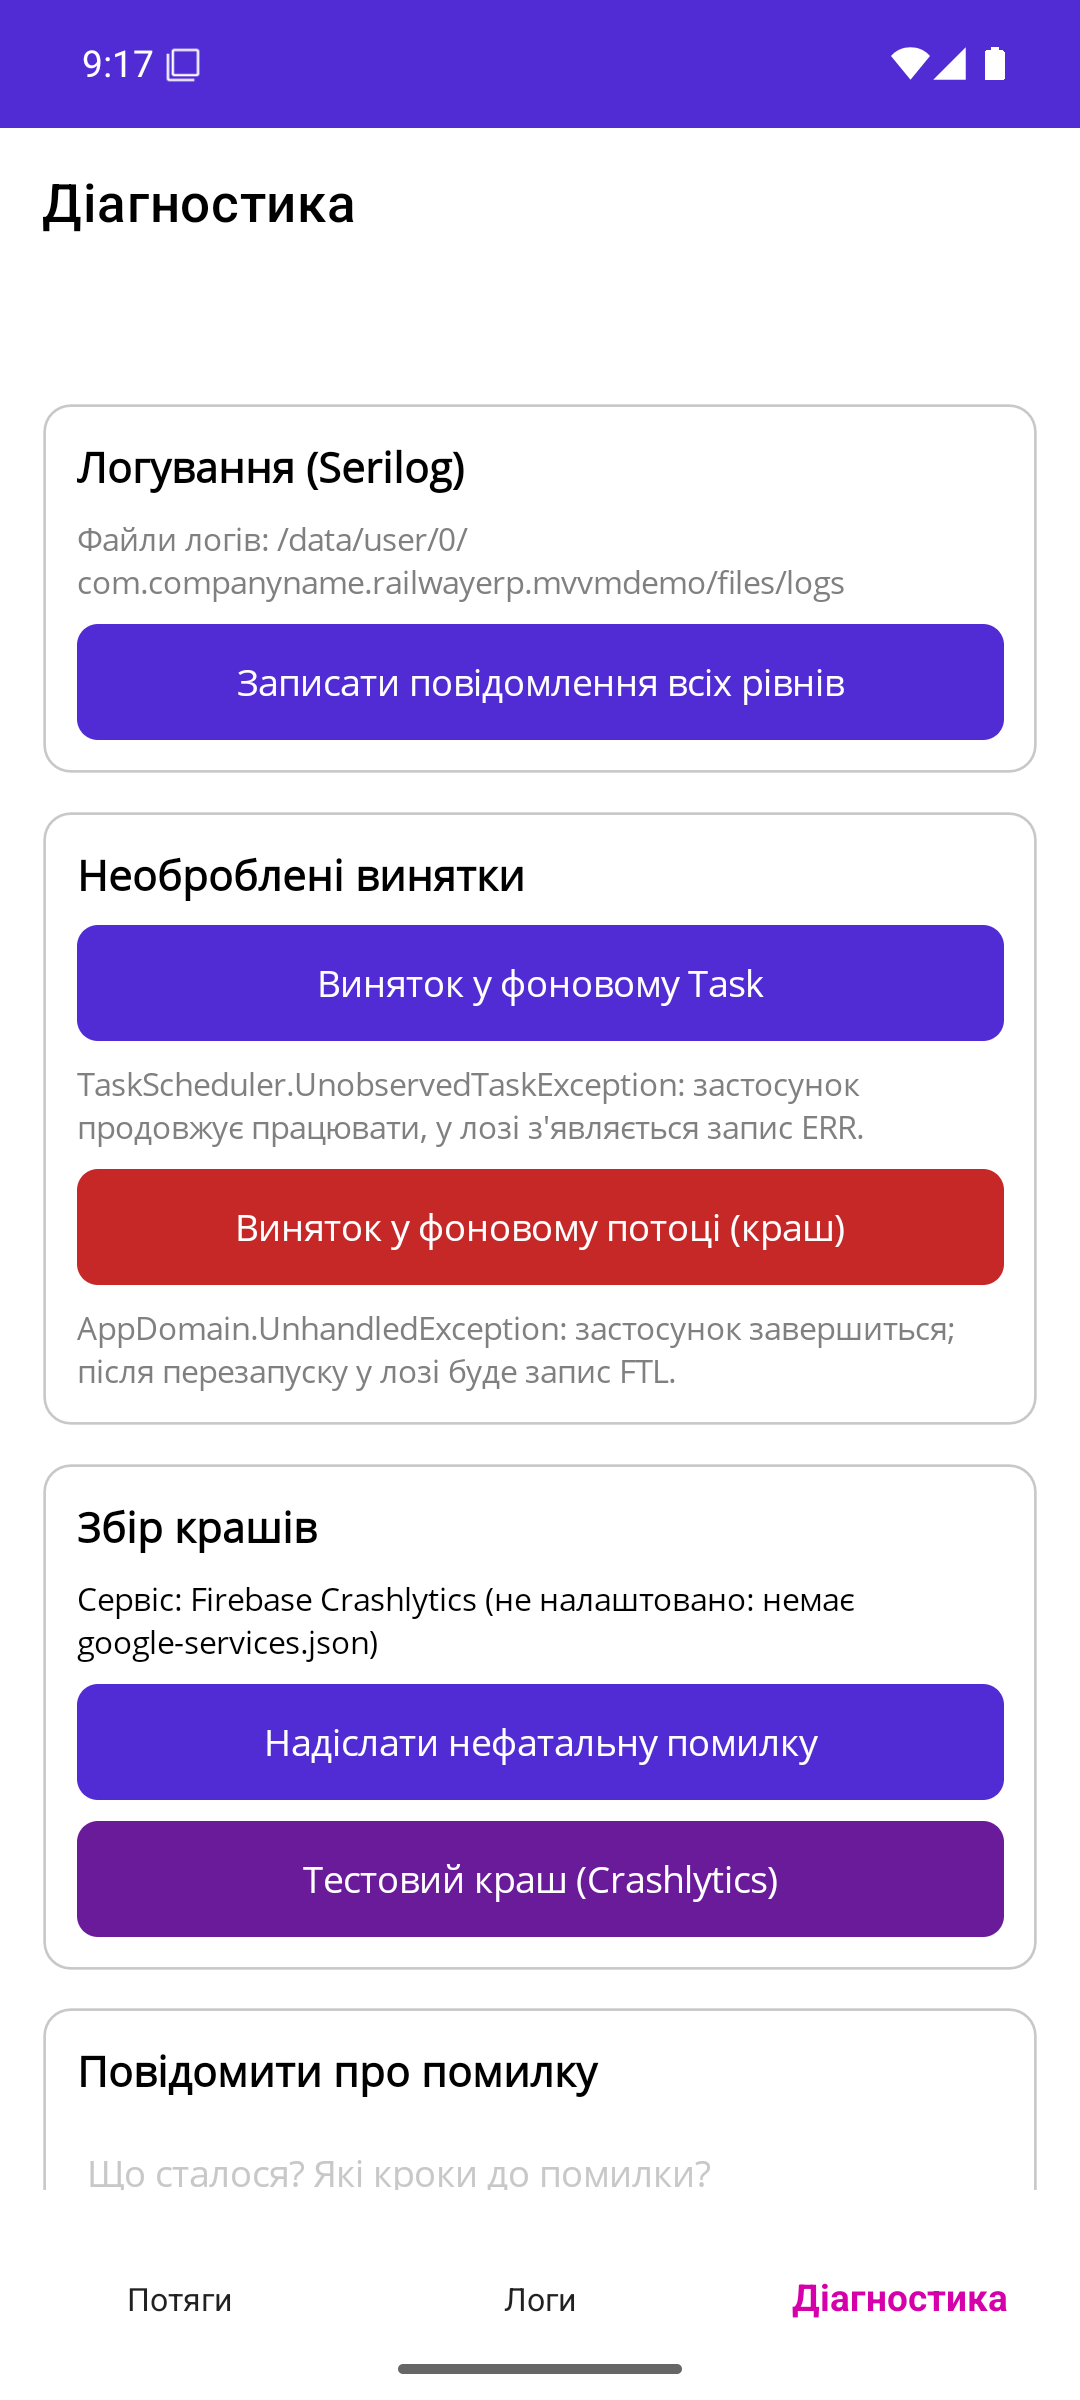 9:17
Діагностика
Логування (Serilog)
Файли логів: /data/user/0/
com.companyname.railwayerp.mvvmdemo/files/logs
Записати повідомлення всіх рівнів
Необроблені винятки
Виняток у фоновому Task
TaskScheduler.UnobservedTaskException: застосунок
продовжує працювати, у лозі з'являється запис ERR.
Виняток у фоновому потоці (краш)
AppDomain.UnhandledException: застосунок завершиться;
після перезапуску у лозі буде запис FTL.
Збір крашів
Сервіс: Firebase Crashlytics (не налаштовано: немає
google-services.json)
Надіслати нефатальну помилку
Тестовий краш (Crashlytics)
Повідомити про помилку
Що сталося? Які кроки до помилки?
Потяги
Логи
Діагностика